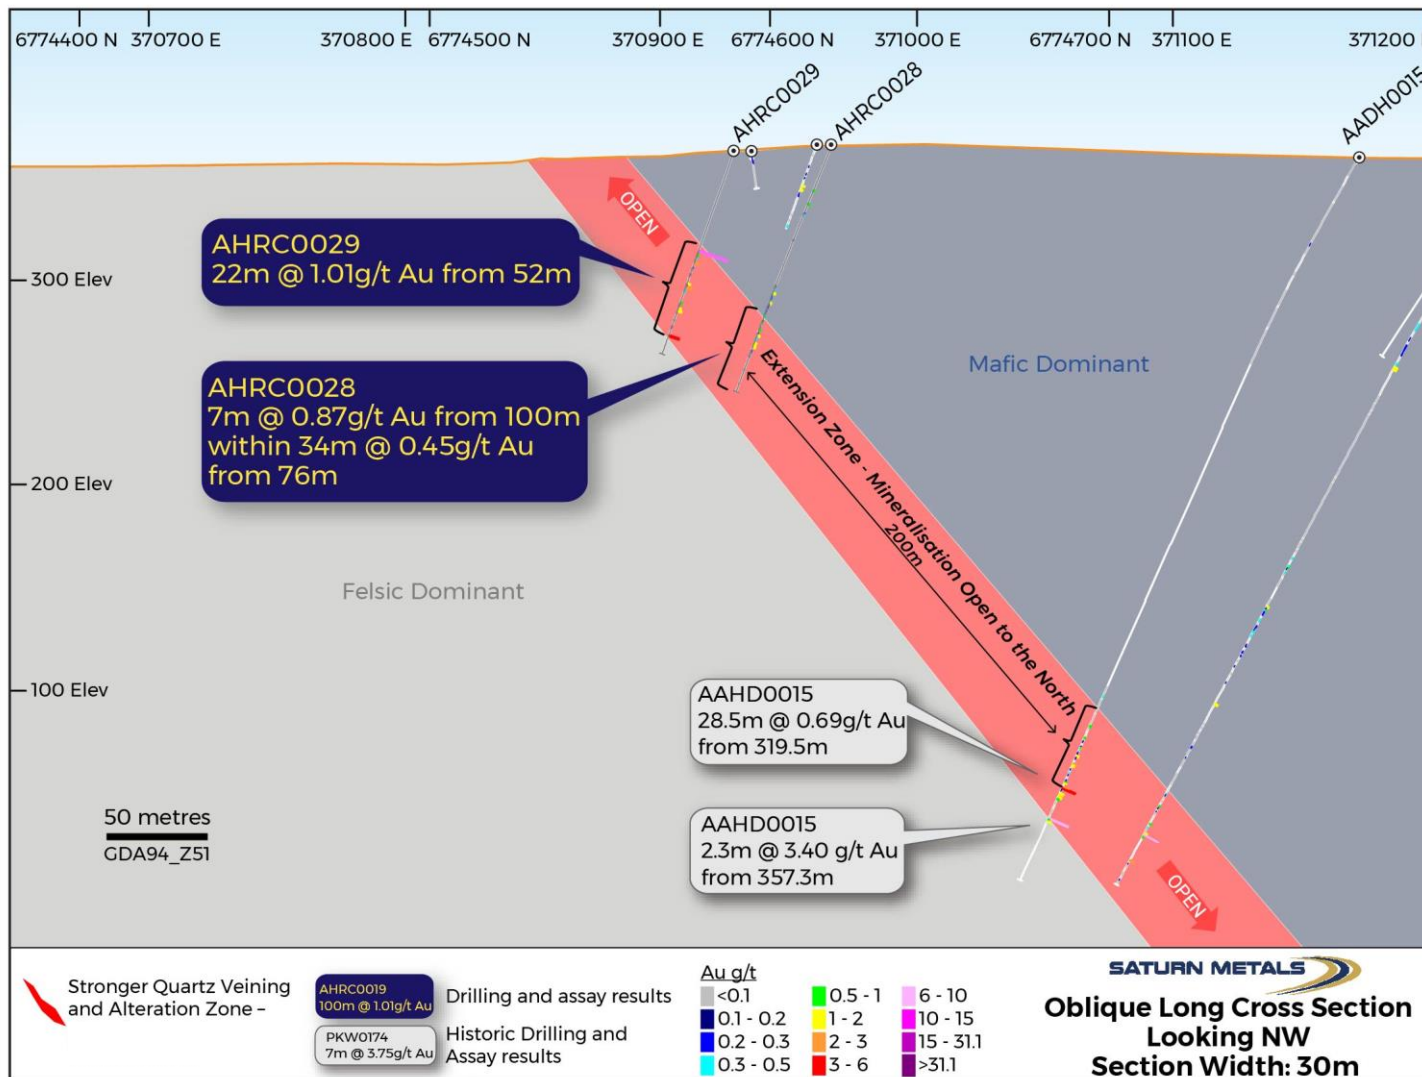 6774400 N
370700 E
370800 E
6774500 N
370900 E
6774600 N
371000 E
6774700 N
371100 E
371200
AHRC0029
AHRC0028
AADH0015
OPEN
AHRC0029
22m @ 1.01g/t Au from 52m
300 Elev
AHRC0028
7m @ 0.87g/t Au from 100m
within 34m @ 0.45g/t Au
from 76m
200 Elev
Mafic Dominant
Extension Zone - Mineralisation Open to the North
200m
Felsic Dominant
100 Elev
AAHD0015
28.5m @ 0.69g/t Au
from 319.5m
AAHD0015
2.3m @ 3.40 g/t Au
from 357.3m
50 metres
GDA94_Z51
OPEN
Stronger Quartz Veining
and Alteration Zone –
AHRC0019
100m @ 1.01g/t Au
Drilling and assay results
PKW0174
7m @ 3.75g/t Au
Historic Drilling and
Assay results
Au g/t
<0.1
0.1 - 0.2
0.2 - 0.3
0.3 - 0.5
0.5 - 1
1 - 2
2 - 3
3 - 6
6 - 10
10 - 15
15 - 31.1
>31.1
SATURN METALS
Oblique Long Cross Section
Looking NW
Section Width: 30m